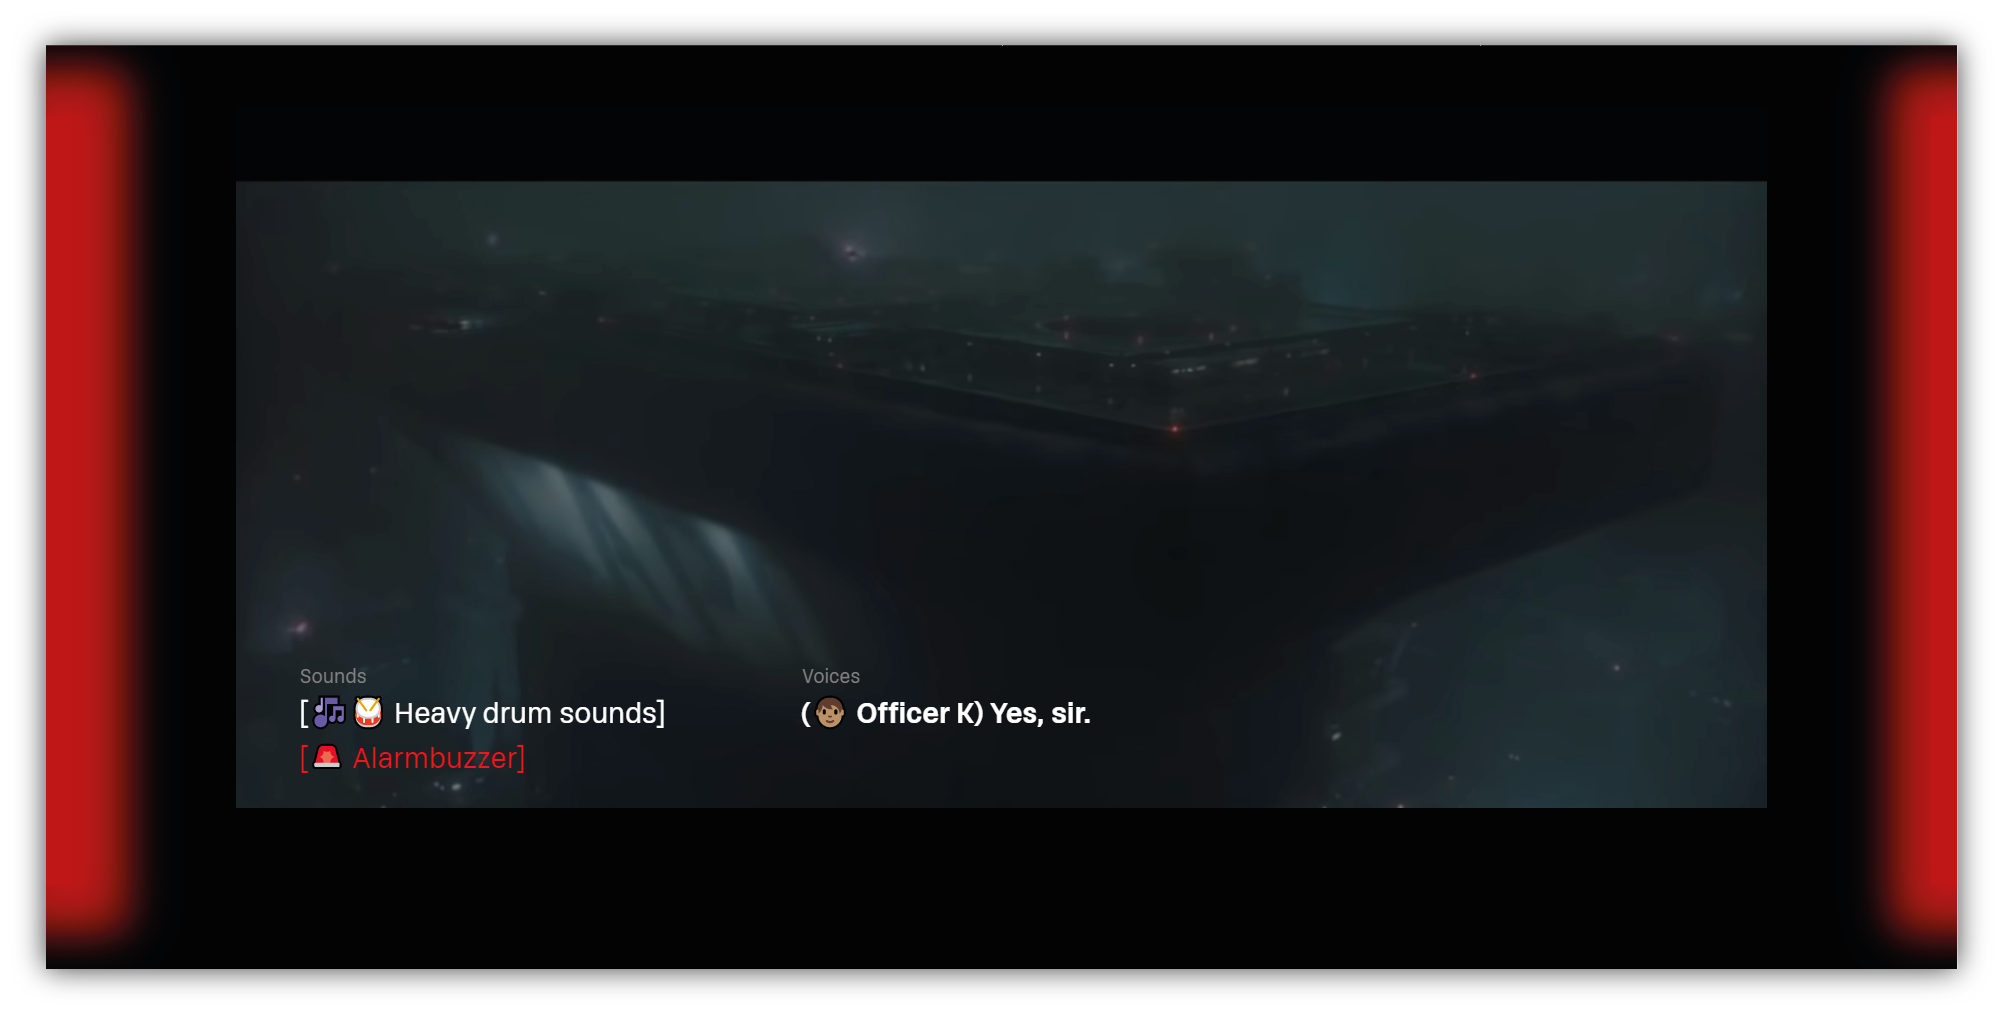 Sounds
[🎶🥁 Heavy drum sounds]
[🚨 Alarmbuzzer]
Voices
(👦🏽 Officer K) Yes, sir.